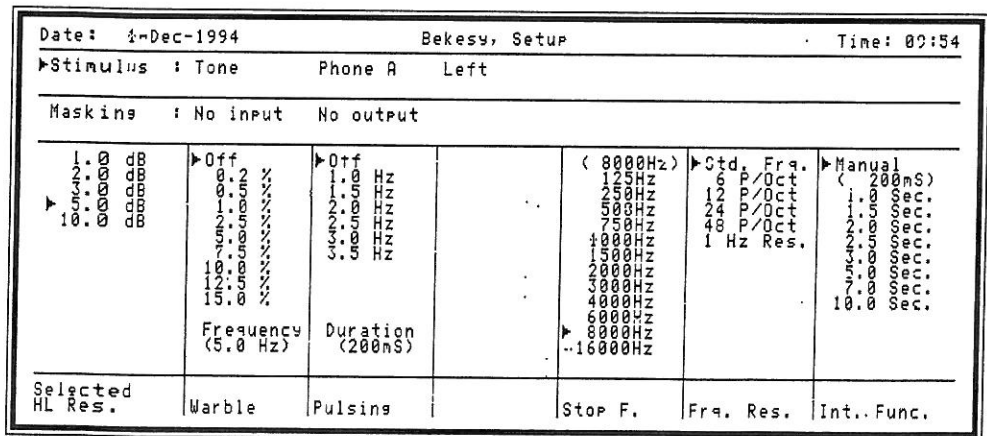 Date: 1-Dec-1994 Bekesy, Setup Time: 09:54
▶Stimulus : Tone Phone A Left
Masking : No input No output
1.0 dB
2.0 dB
3.0 dB
▶ 5.0 dB
10.0 dB
Selected
HL Res.
▶Off
0.2 %
0.5 %
1.0 %
2.5 %
5.0 %
7.5 %
10.0 %
12.5 %
15.0 %
Frequency
(5.0 Hz)
Warble
▶Off
1.0 Hz
1.5 Hz
2.0 Hz
2.5 Hz
3.0 Hz
3.5 Hz
Duration
(200mS)
Pulsing
( 8000Hz)
125Hz
250Hz
500Hz
750Hz
1000Hz
1500Hz
2000Hz
3000Hz
4000Hz
6000Hz
▶ 8000Hz
16000Hz
Stop F.
▶Std. Frq.
6 P/Oct
12 P/Oct
24 P/Oct
48 P/Oct
1 Hz Res.
Frq. Res.
▶Manual
( 200mS)
1.0 Sec.
1.5 Sec.
2.0 Sec.
2.5 Sec.
3.0 Sec.
5.0 Sec.
7.0 Sec.
10.0 Sec.
Int. Func.